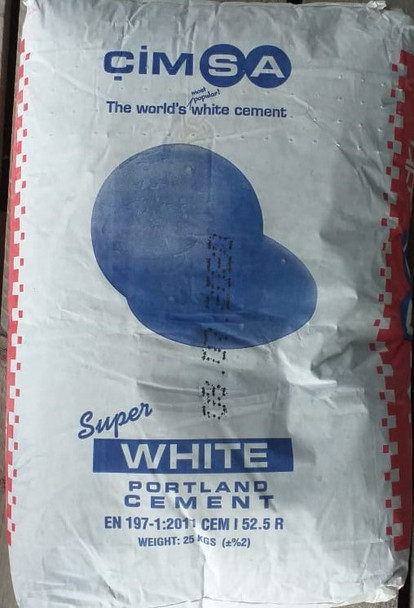 ÇİMSA
most
popular!
The world's white cement
Super
WHITE
PORTLAND
CEMENT
EN 197-1:2011 CEM I 52.5 R
WEIGHT: 25 KGS (±%2)